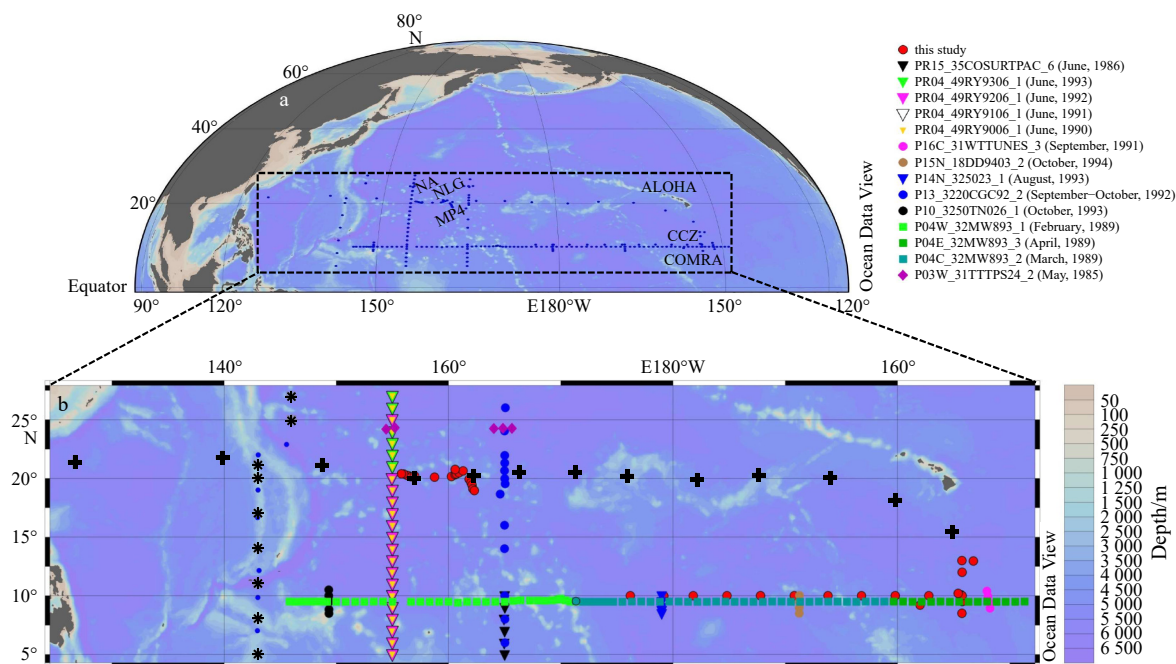 80°
N
60°
a
40°
20°
NA
NLG
MP4
ALOHA
CCZ
COMRA
Equator
90°
120°
150°
E180°W
150°
120°
Ocean Data View
this study
PR15_35COSURTPAC_6 (June, 1986)
PR04_49RY9306_1 (June, 1993)
PR04_49RY9206_1 (June, 1992)
PR04_49RY9106_1 (June, 1991)
PR04_49RY9006_1 (June, 1990)
P16C_31WTTUNES_3 (September, 1991)
P15N_18DD9403_2 (October, 1994)
P14N_325023_1 (August, 1993)
P13_3220CGC92_2 (September−October, 1992)
P10_3250TN026_1 (October, 1993)
P04W_32MW893_1 (February, 1989)
P04E_32MW893_3 (April, 1989)
P04C_32MW893_2 (March, 1989)
P03W_31TTTPS24_2 (May, 1985)
140°
160°
E180°W
160°
b
25°
N
20°
15°
10°
5°
Ocean Data View
50
100
250
500
750
1 000
1 250
1 500
1 750
2 000
2 500
3 000
3 500
4 000
4 500
5 000
5 500
6 000
6 500
Depth/m